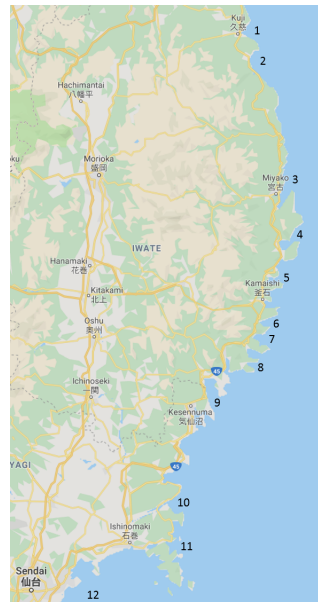 Kuji
久慈
1
2
Hachimantai
八幡平
oku
Morioka
盛岡
Miyako
宮古
3
4
IWATE
Hanamaki
花巻
Kamaishi
釜石
5
Kitakami
北上
Oshu
奥州
6
7
8
45
Ichinoseki
一関
Kesennuma
気仙沼
9
YAGI
45
10
Ishinomaki
石巻
11
Sendai
仙台
12